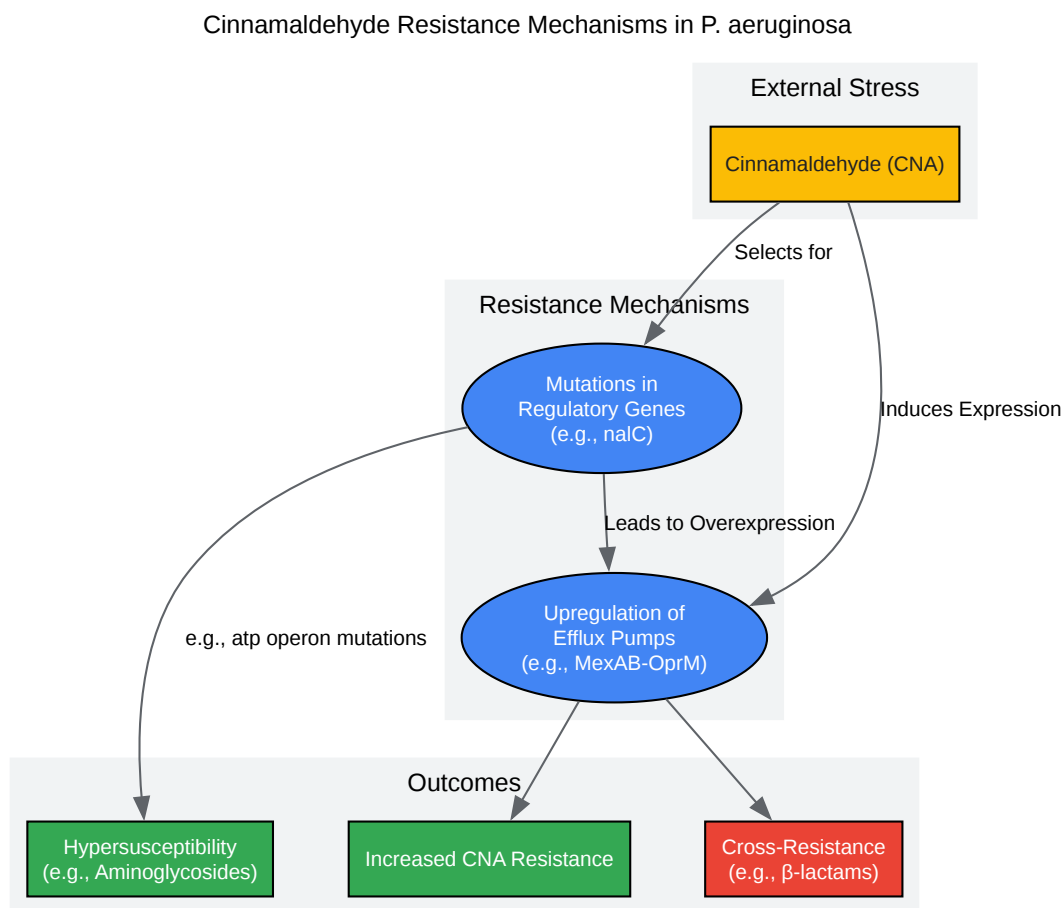 Cinnamaldehyde Resistance Mechanisms in P. aeruginosa
External Stress
Cinnamaldehyde (CNA)
Selects for
Resistance Mechanisms
Mutations in
Regulatory Genes
(e.g., nalC)
Induces Expression
Leads to Overexpression
Upregulation of
Efflux Pumps
(e.g., MexAB-OprM)
e.g., atp operon mutations
Outcomes
Hypersusceptibility
(e.g., Aminoglycosides)
Increased CNA Resistance
Cross-Resistance
(e.g., β-lactams)